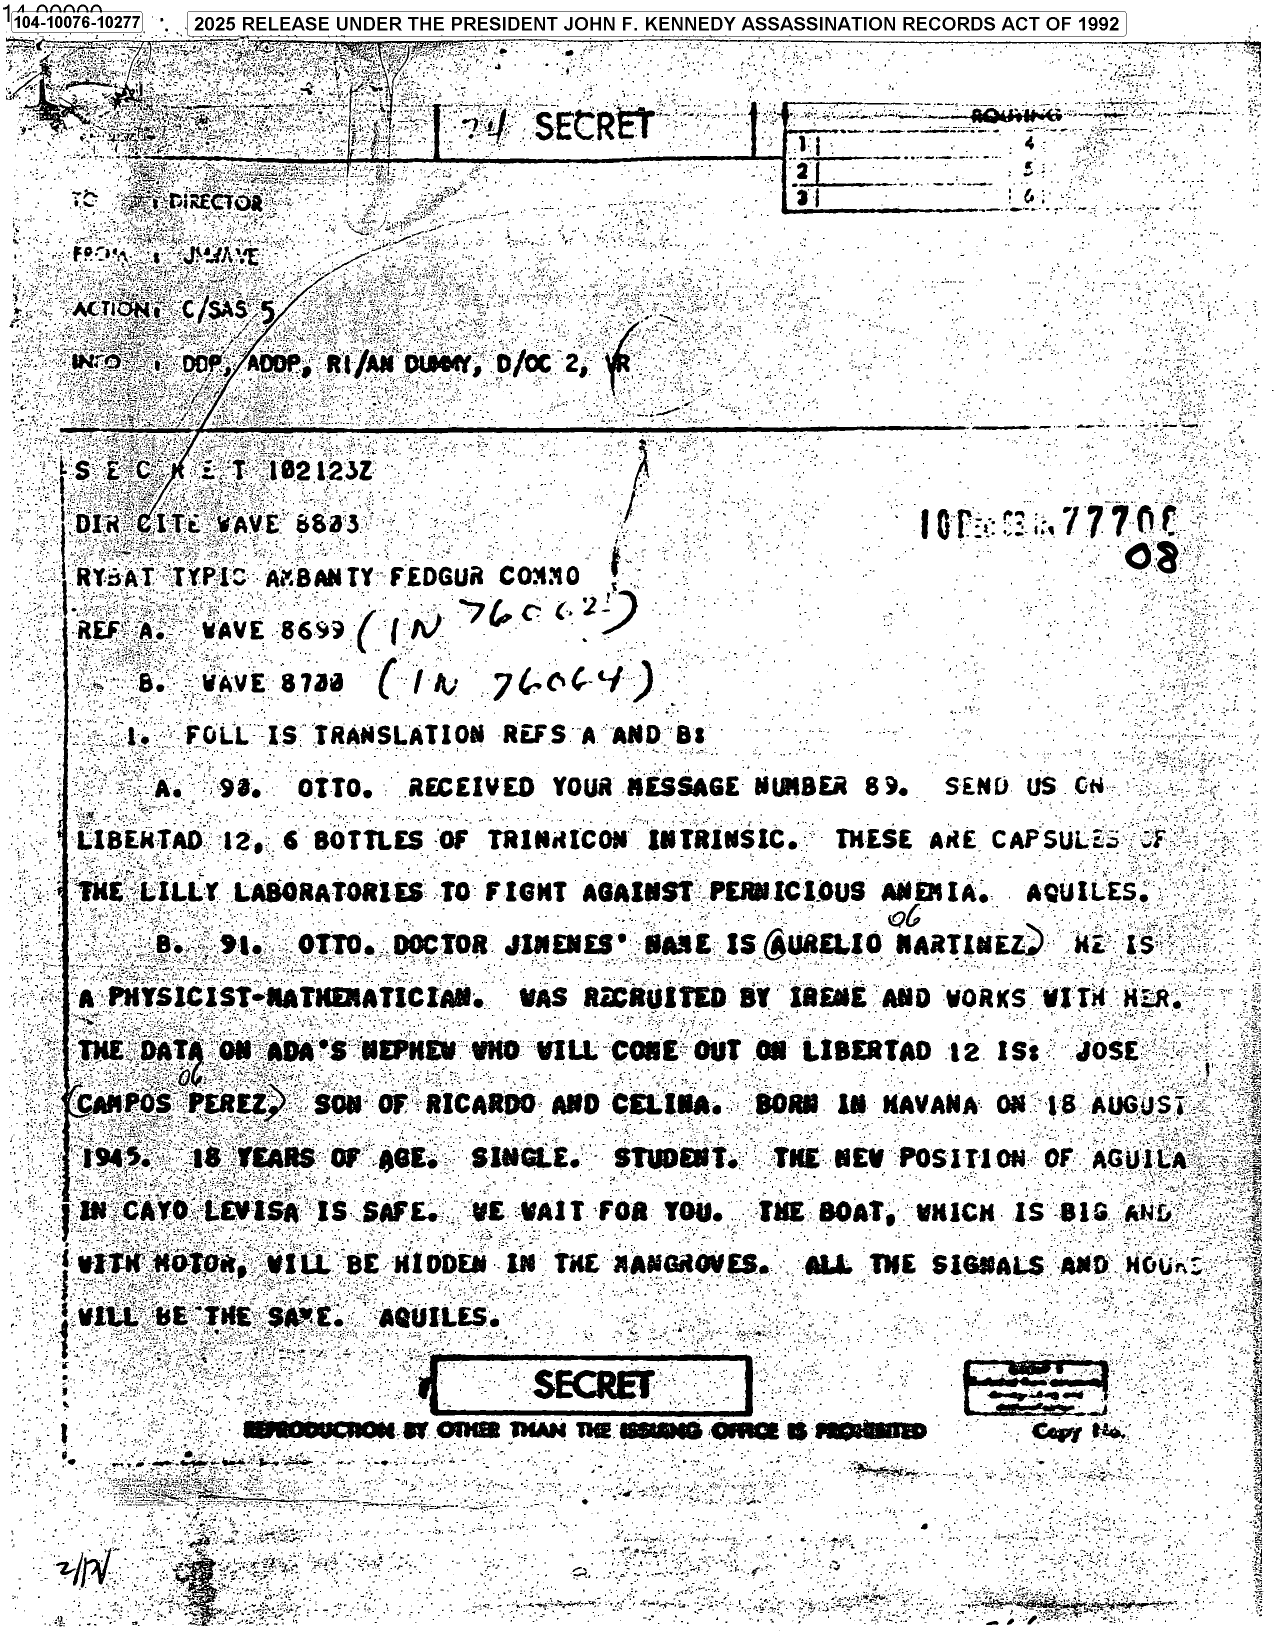 14-00000
104-10076-10277
2025 RELEASE UNDER THE PRESIDENT JOHN F. KENNEDY ASSASSINATION RECORDS ACT OF 1992
SECRET
ROUTING
1 4
2 5
3 6
TO : DIRECTOR
FROM : JMWAVE
ACTION: C/SAS 5
INFO : DDP, ADDP, RI/AN DUMMY, D/OC 2, VR
S E C R E T 102123Z
DIR CITE WAVE 8803
10 DEC 63 IN 77708
08
RYBAT TYPIC AMBANTY FEDGUR COMMO
REF A. WAVE 8699 (IN 76062)
B. WAVE 8700 (IN 76064)
1. FOLL IS TRANSLATION REFS A AND B:
A. 90. OTTO. RECEIVED YOUR MESSAGE NUMBER 89. SEND US ON
LIBERTAD 12, 6 BOTTLES OF TRINRICON INTRINSIC. THESE ARE CAPSULES OF
THE LILLY LABORATORIES TO FIGHT AGAINST PERNICIOUS ANEMIA. AQUILES.
06
B. 91. OTTO. DOCTOR JIMENES' NAME IS (AURELIO MARTINEZ.) HE IS
A PHYSICIST-MATHEMATICIAN. WAS RECRUITED BY IRENE AND WORKS WITH HER.
THE DATA ON ADA'S NEPHEW WHO WILL COME OUT ON LIBERTAD 12 IS: JOSE
06
(CAMPOS PEREZ,) SON OF RICARDO AND CELINA. BORN IN HAVANA ON 18 AUGUST
1945. 18 YEARS OF AGE. SINGLE. STUDENT. THE NEW POSITION OF AGUILA
IN CAYO LEVISA IS SAFE. WE WAIT FOR YOU. THE BOAT, WHICH IS BIG AND
WITH MOTOR, WILL BE HIDDEN IN THE MANGROVES. ALL THE SIGNALS AND HOURS
WILL BE THE SAME. AQUILES.
SECRET
REPRODUCTION BY OTHER THAN THE ISSUING OFFICE IS PROHIBITED
Copy No.
2/PV